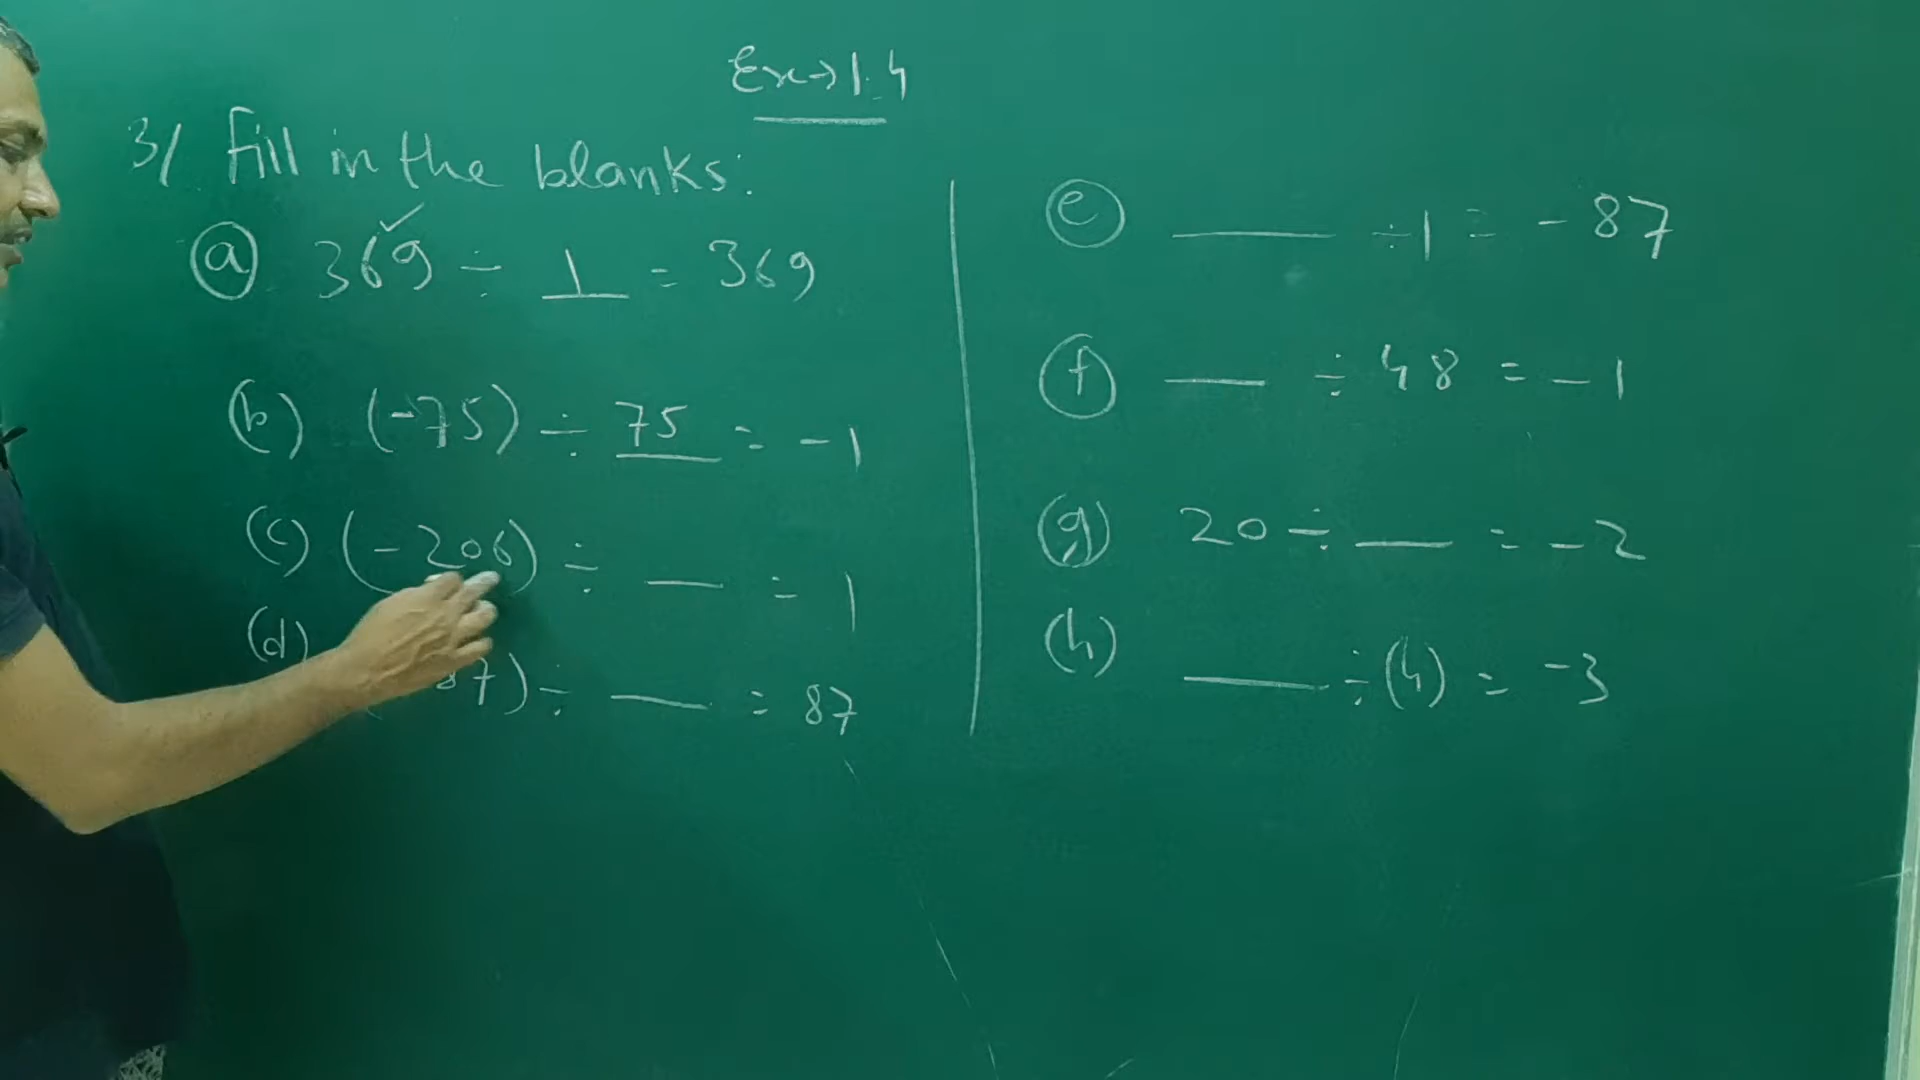 Ex→1.4
3/ Fill in the blanks:
(a) 369 ÷ 1 = 369
(b) (-75) ÷ 75 = -1
(c) (-206) ÷ ___ = 1
(d) 87) ÷ ___ = 87
(e) ___ ÷ 1 = -87
(f) ___ ÷ 48 = -1
(g) 20 ÷ ___ = -2
(h) ___ ÷ (4) = -3